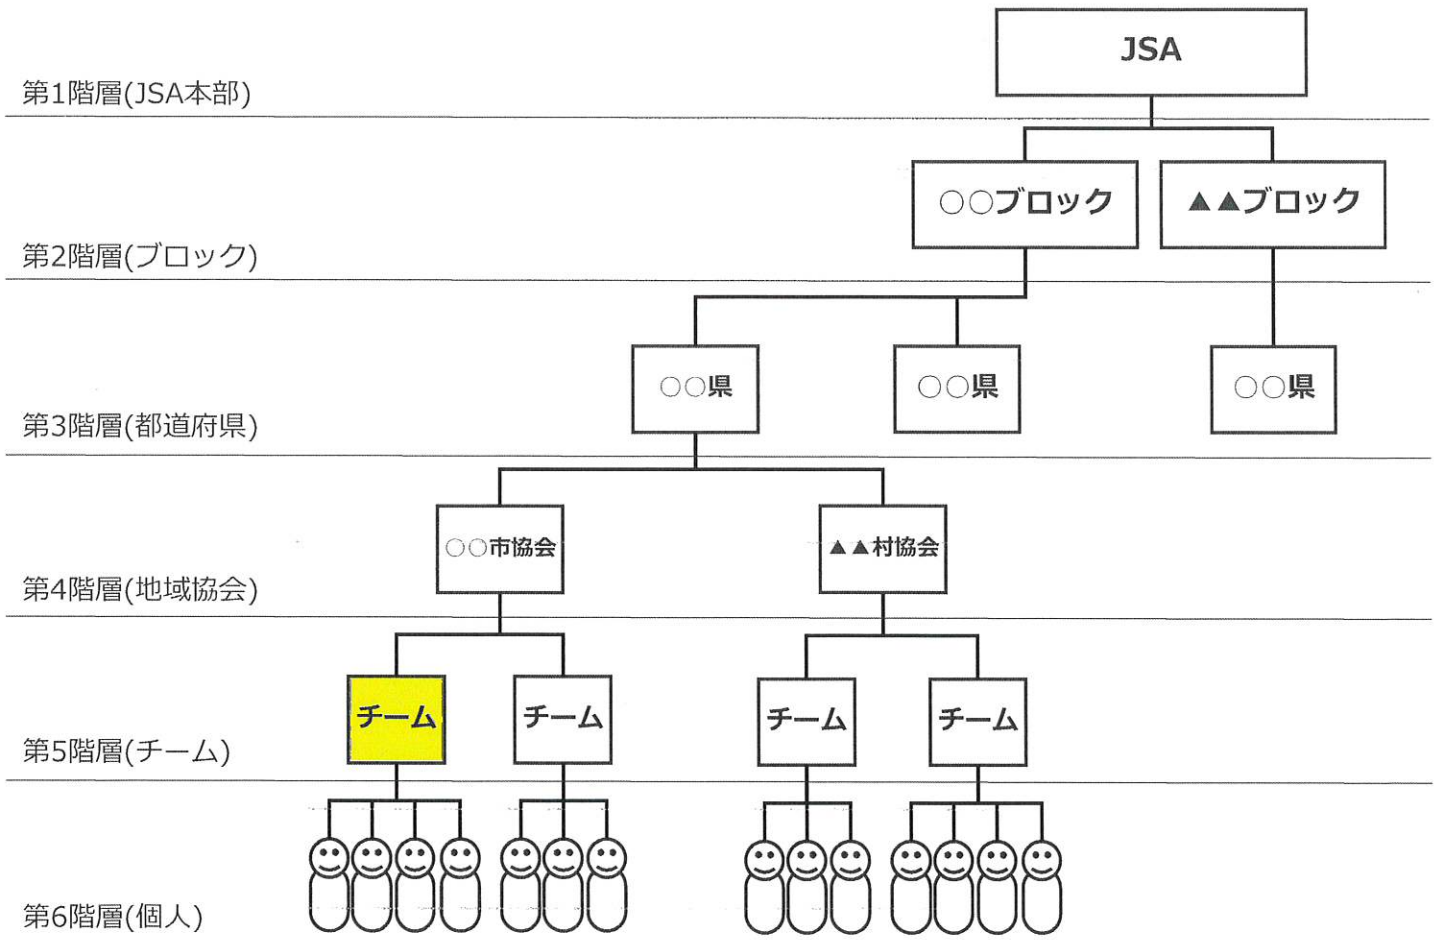 JSA
第1階層(JSA本部)
○○ブロック
▲▲ブロック
第2階層(ブロック)
○○県
○○県
○○県
第3階層(都道府県)
○○市協会
▲▲村協会
第4階層(地域協会)
チーム
チーム
チーム
チーム
第5階層(チーム)
第6階層(個人)